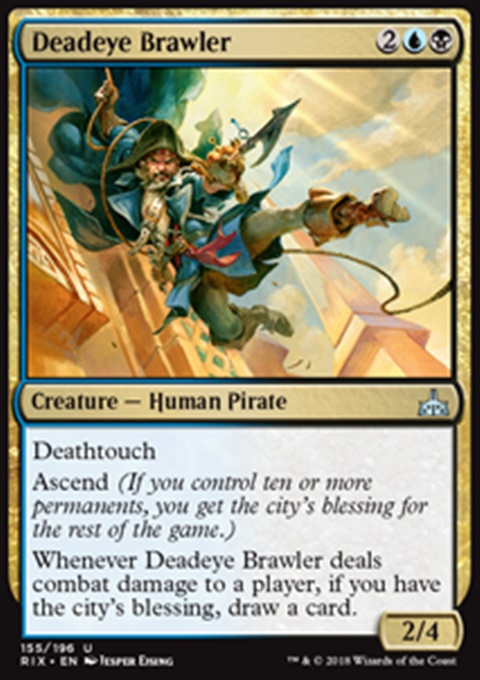 Deadeye Brawler 2
Creature — Human Pirate
Deathtouch
Ascend (If you control ten or more
permanents, you get the city's blessing for
the rest of the game.)
Whenever Deadeye Brawler deals
combat damage to a player, if you have
the city's blessing, draw a card.
2/4
155/196 U
RIX • EN Jesper Ejsing
™ & © 2018 Wizards of the Coast